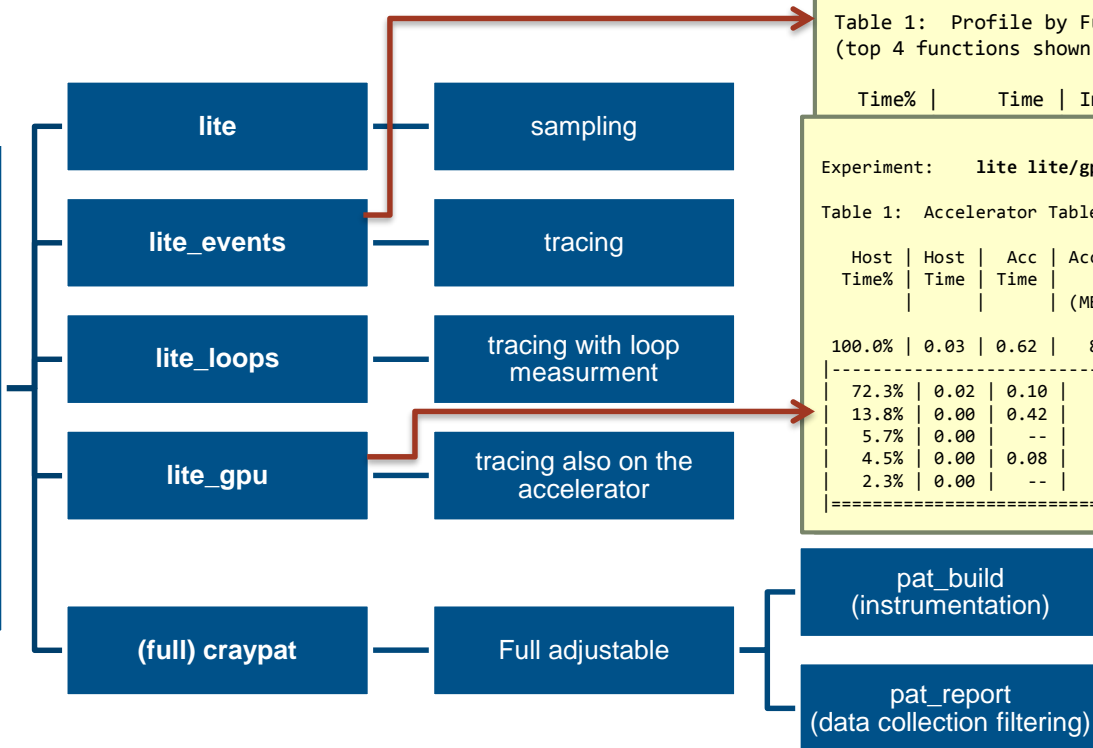 lite
sampling
lite_events
tracing
lite_loops
tracing with loop
measurment
lite_gpu
tracing also on the
accelerator
(full) craypat
Full adjustable
pat_build
(instrumentation)
pat_report
(data collection filtering)
Table 1:  Profile by
(top 4 functions shown
Time% |      Time |
Experiment:    lite
Table 1:  Accelerator
Host | Host |  Acc |
Time% | Time | Time |
|      |      |
100.0% | 0.03 | 0.62 |
|--------------------------
|  72.3% | 0.02 | 0.10 |
|  13.8% | 0.00 | 0.42 |
|   5.7% | 0.00 |   -- |
|   4.5% | 0.00 | 0.08 |
|   2.3% | 0.00 |   -- |
|==========================